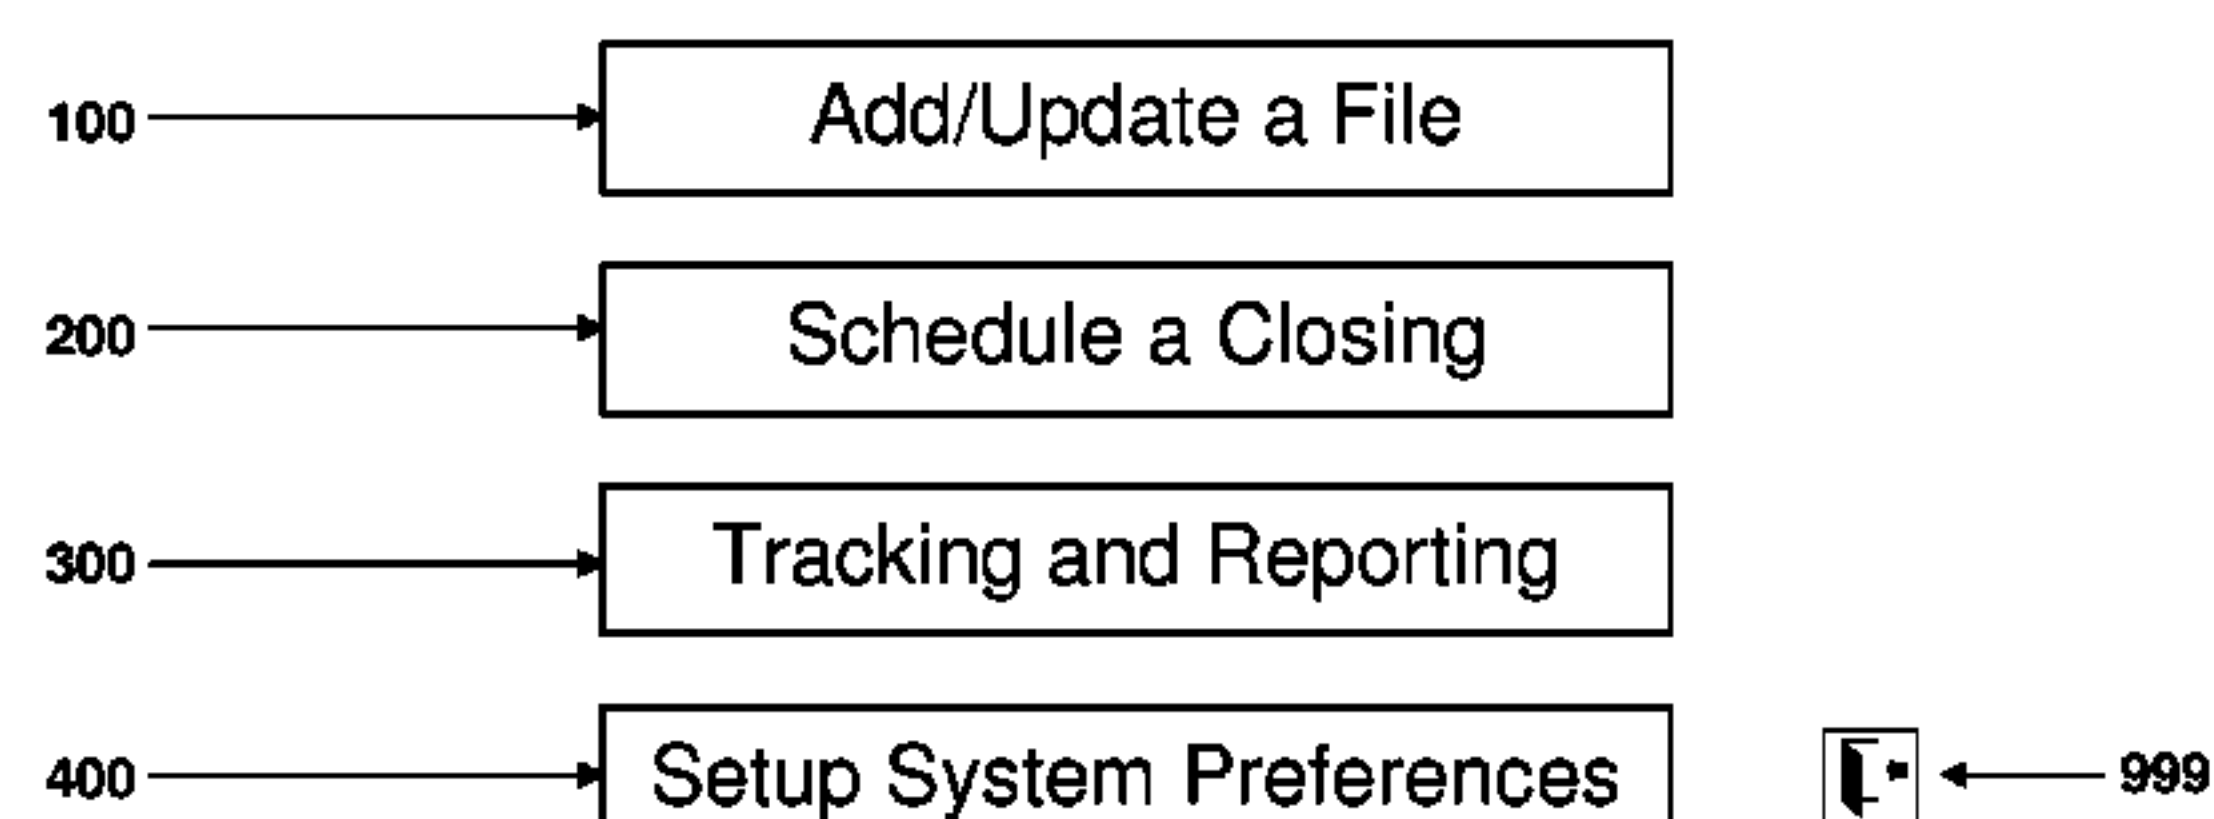 100 Add/Update a File
200 Schedule a Closing
300 Tracking and Reporting
400 Setup System Preferences 999